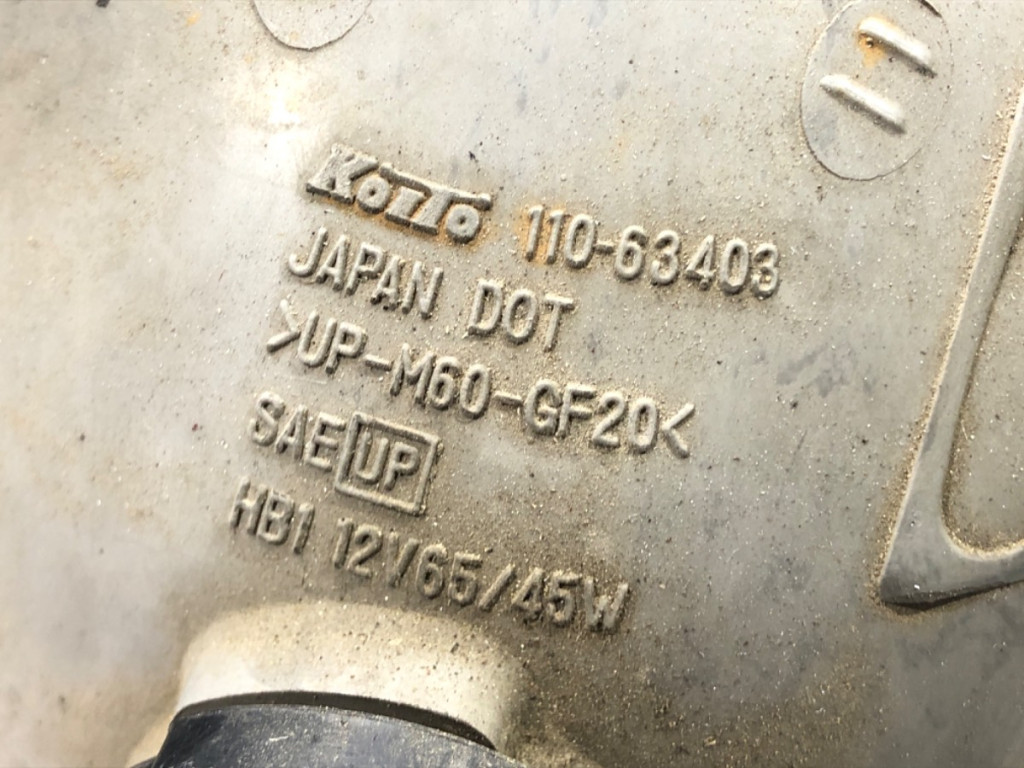 KoITo 110-63403
JAPAN DOT
>UP-M60-GF20<
SAE UP
HB1 12V65/45W